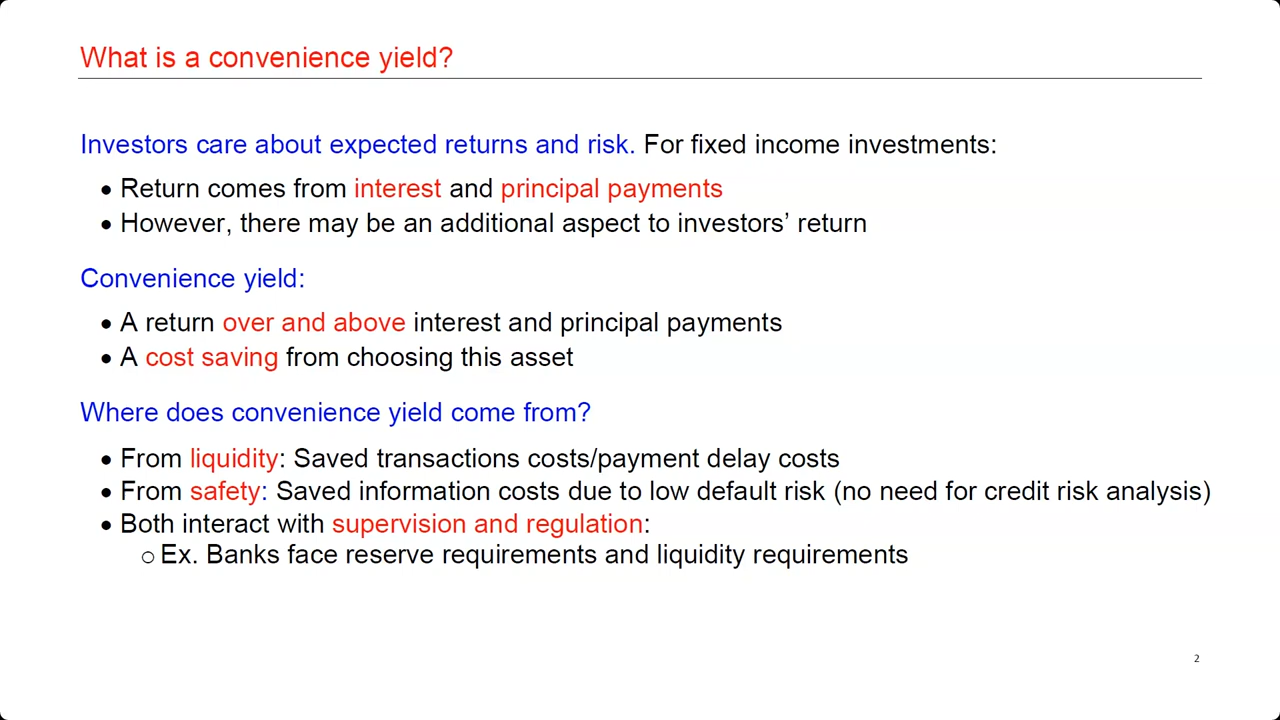 What is a convenience yield?
Investors care about expected returns and risk. For fixed income investments:
● Return comes from interest and principal payments
● However, there may be an additional aspect to investors’ return
Convenience yield:
● A return over and above interest and principal payments
● A cost saving from choosing this asset
Where does convenience yield come from?
● From liquidity: Saved transactions costs/payment delay costs
● From safety: Saved information costs due to low default risk (no need for credit risk analysis)
● Both interact with supervision and regulation:
○ Ex. Banks face reserve requirements and liquidity requirements
2